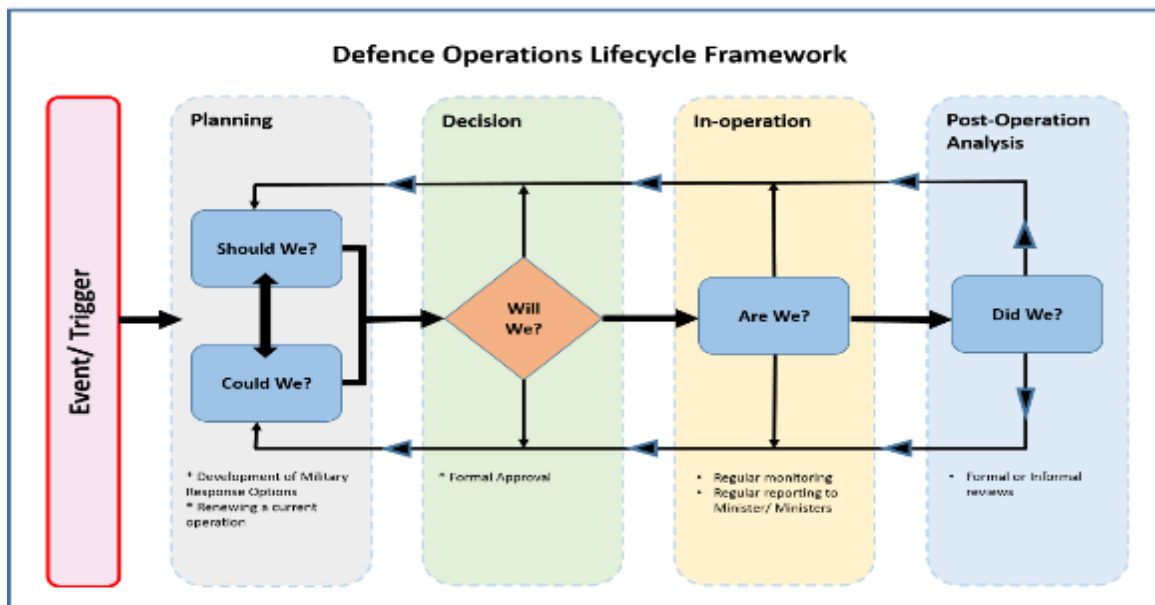 Defence Operations Lifecycle Framework
Event/ Trigger
Planning
Should We?
Could We?
* Development of Military
Response Options
* Renewing a current
operation
Decision
Will
We?
* Formal Approval
In-operation
Are We?
• Regular monitoring
• Regular reporting to
Minister/ Ministers
Post-Operation
Analysis
Did We?
• Formal or Informal
reviews